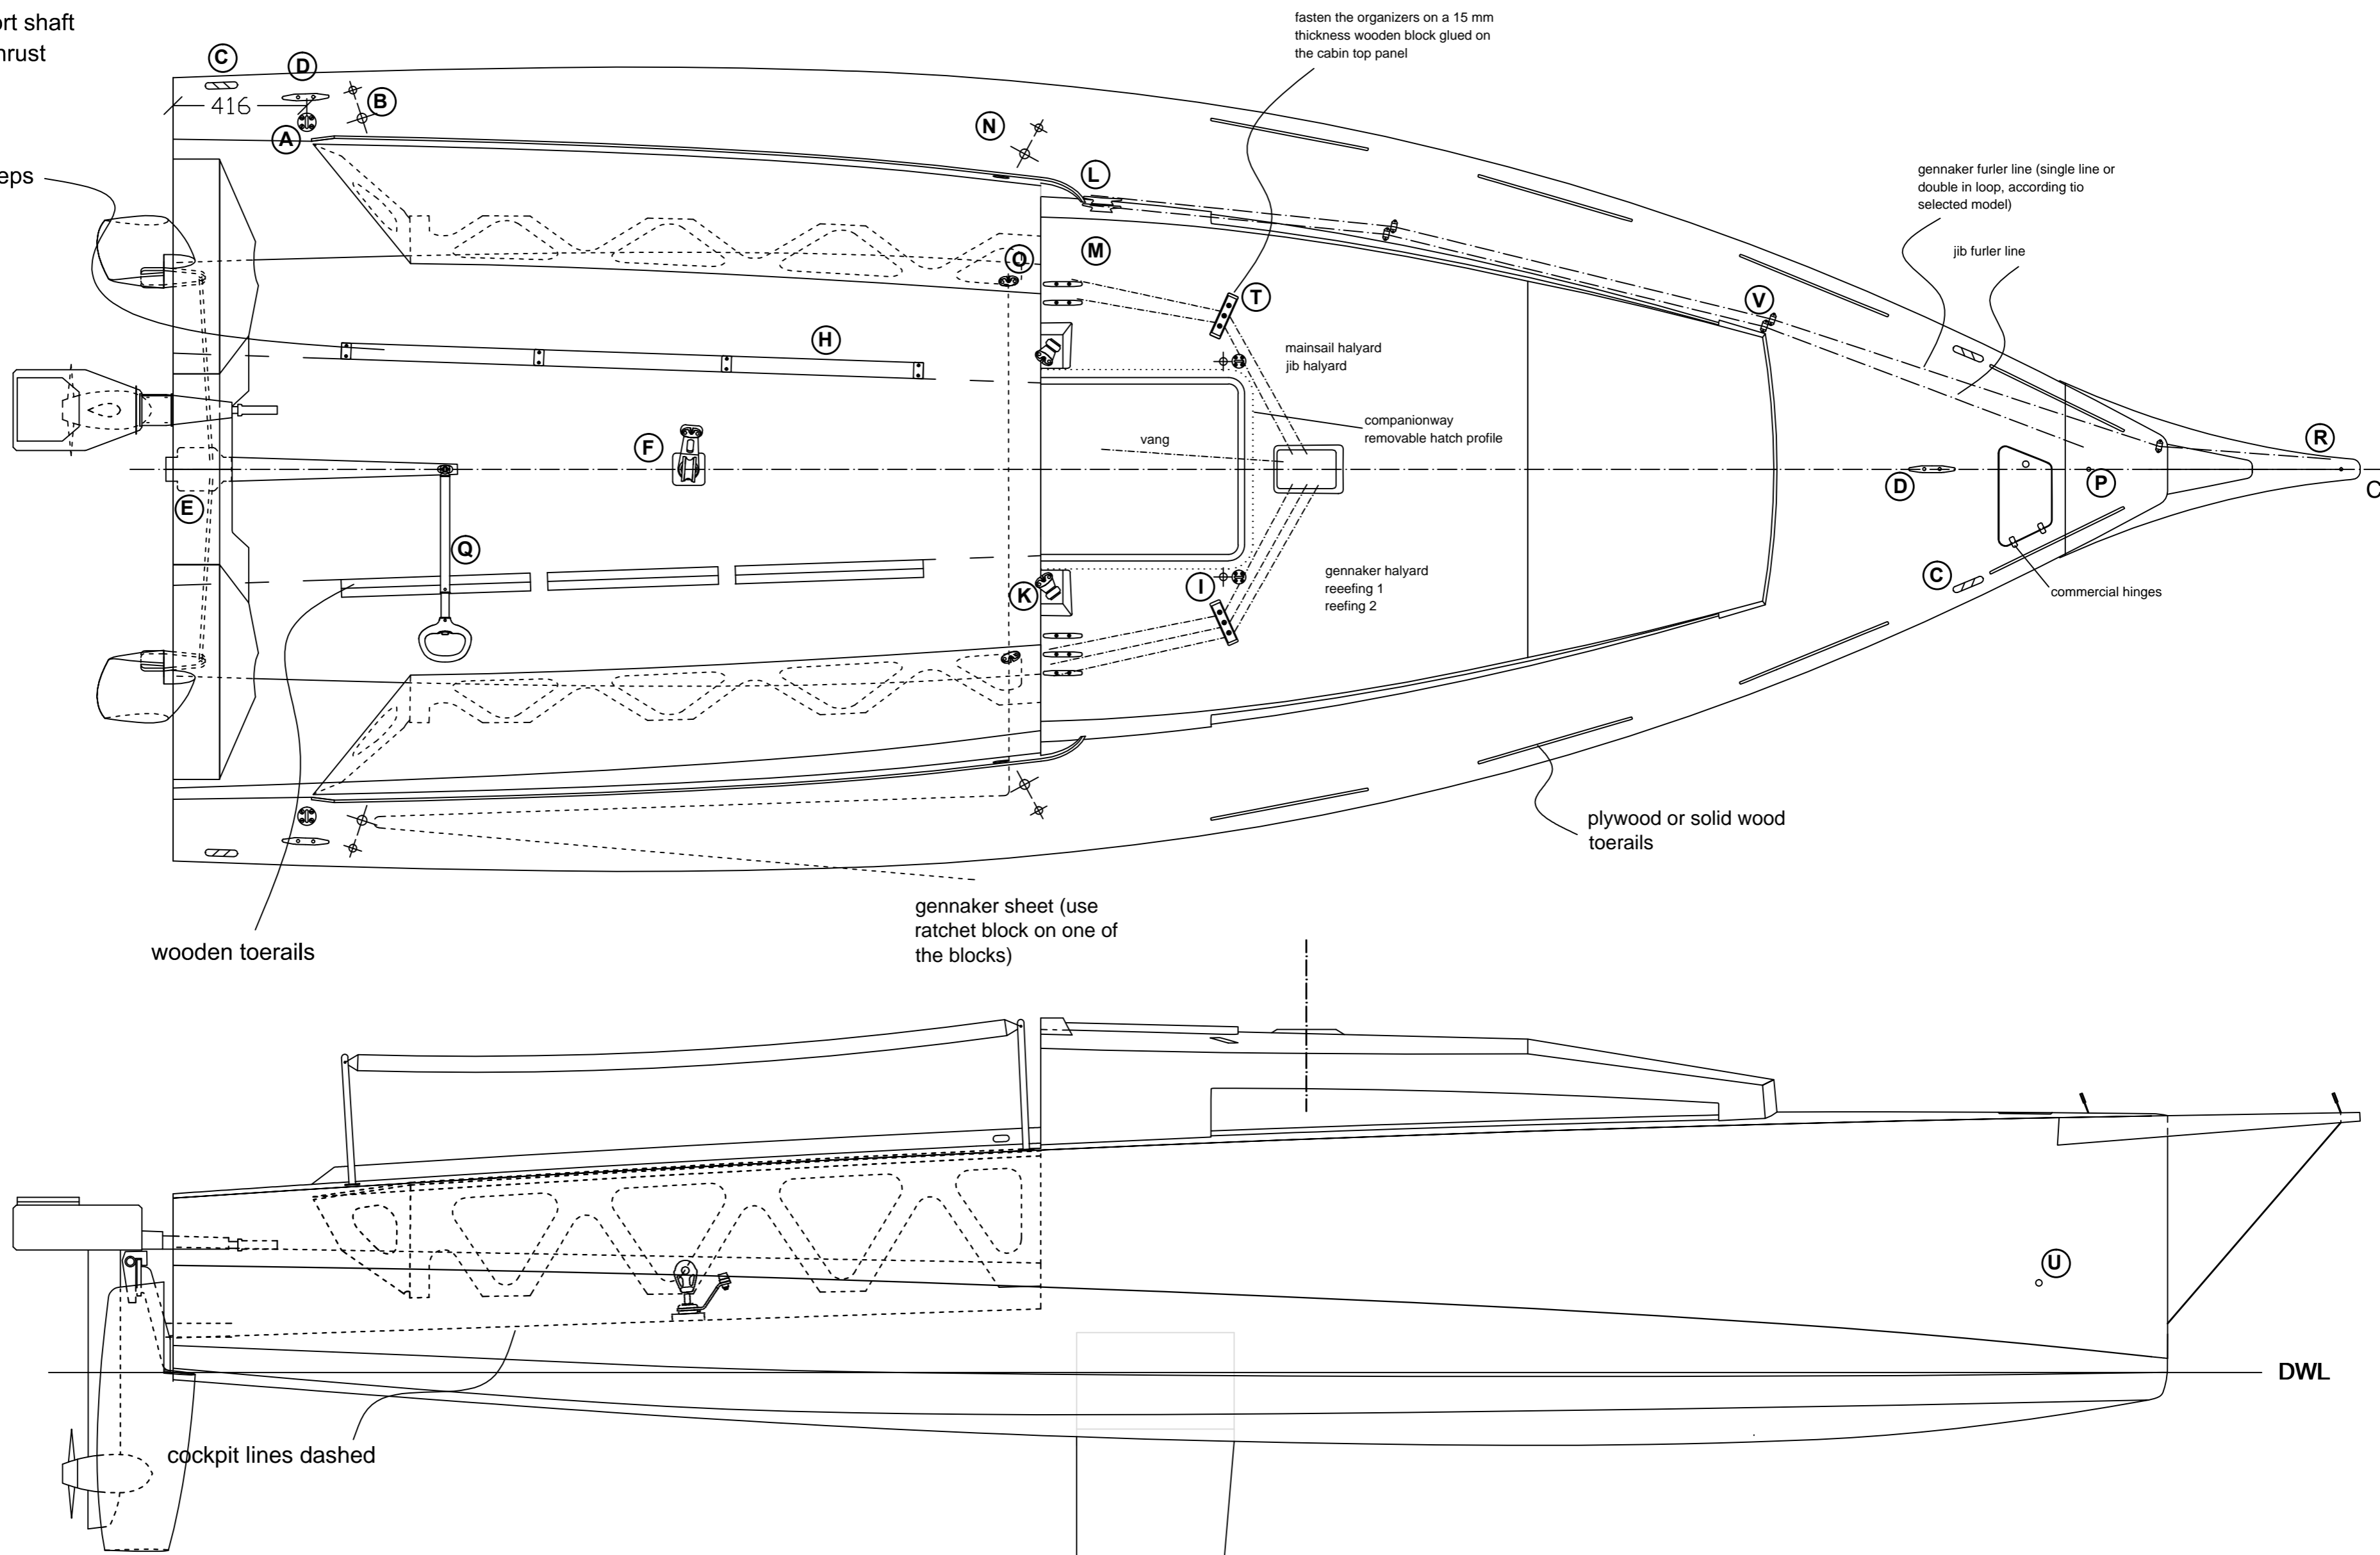 ort shaft
hrust
C
D
B
416
A
eps
N
L
fasten the organizers on a 15 mm
thickness wooden block glued on
the cabin top panel
gennaker furler line (single line or
double in loop, according tio
selected model)
jib furler line
O
M
T
V
H
mainsail halyard
jib halyard
companionway
removable hatch profile
vang
F
E
Q
R
D
P
C
C
I
K
gennaker halyard
reeefing 1
reefing 2
commercial hinges
plywood or solid wood
toerails
gennaker sheet (use
ratchet block on one of
the blocks)
wooden toerails
U
DWL
cockpit lines dashed